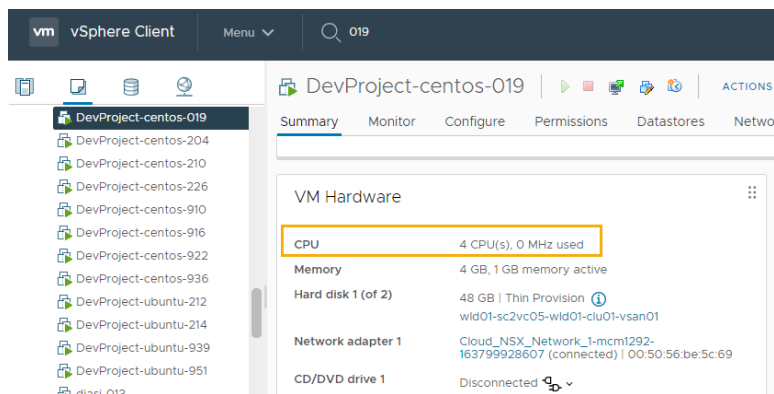 vm vSphere Client Menu 019
DevProject-centos-019
DevProject-centos-204
DevProject-centos-210
DevProject-centos-226
DevProject-centos-910
DevProject-centos-916
DevProject-centos-922
DevProject-centos-936
DevProject-ubuntu-212
DevProject-ubuntu-214
DevProject-ubuntu-939
DevProject-ubuntu-951
DevProject-centos-019 ACTIONS
Summary Monitor Configure Permissions Datastores Netwo
VM Hardware
CPU 4 CPU(s), 0 MHz used
Memory 4 GB, 1 GB memory active
Hard disk 1 (of 2) 48 GB | Thin Provision
wld01-sc2vc05-wld01-clu01-vsan01
Network adapter 1 Cloud_NSX_Network_1-mcm1292-
163799928607 (connected) | 00:50:56:be:5c:69
CD/DVD drive 1 Disconnected